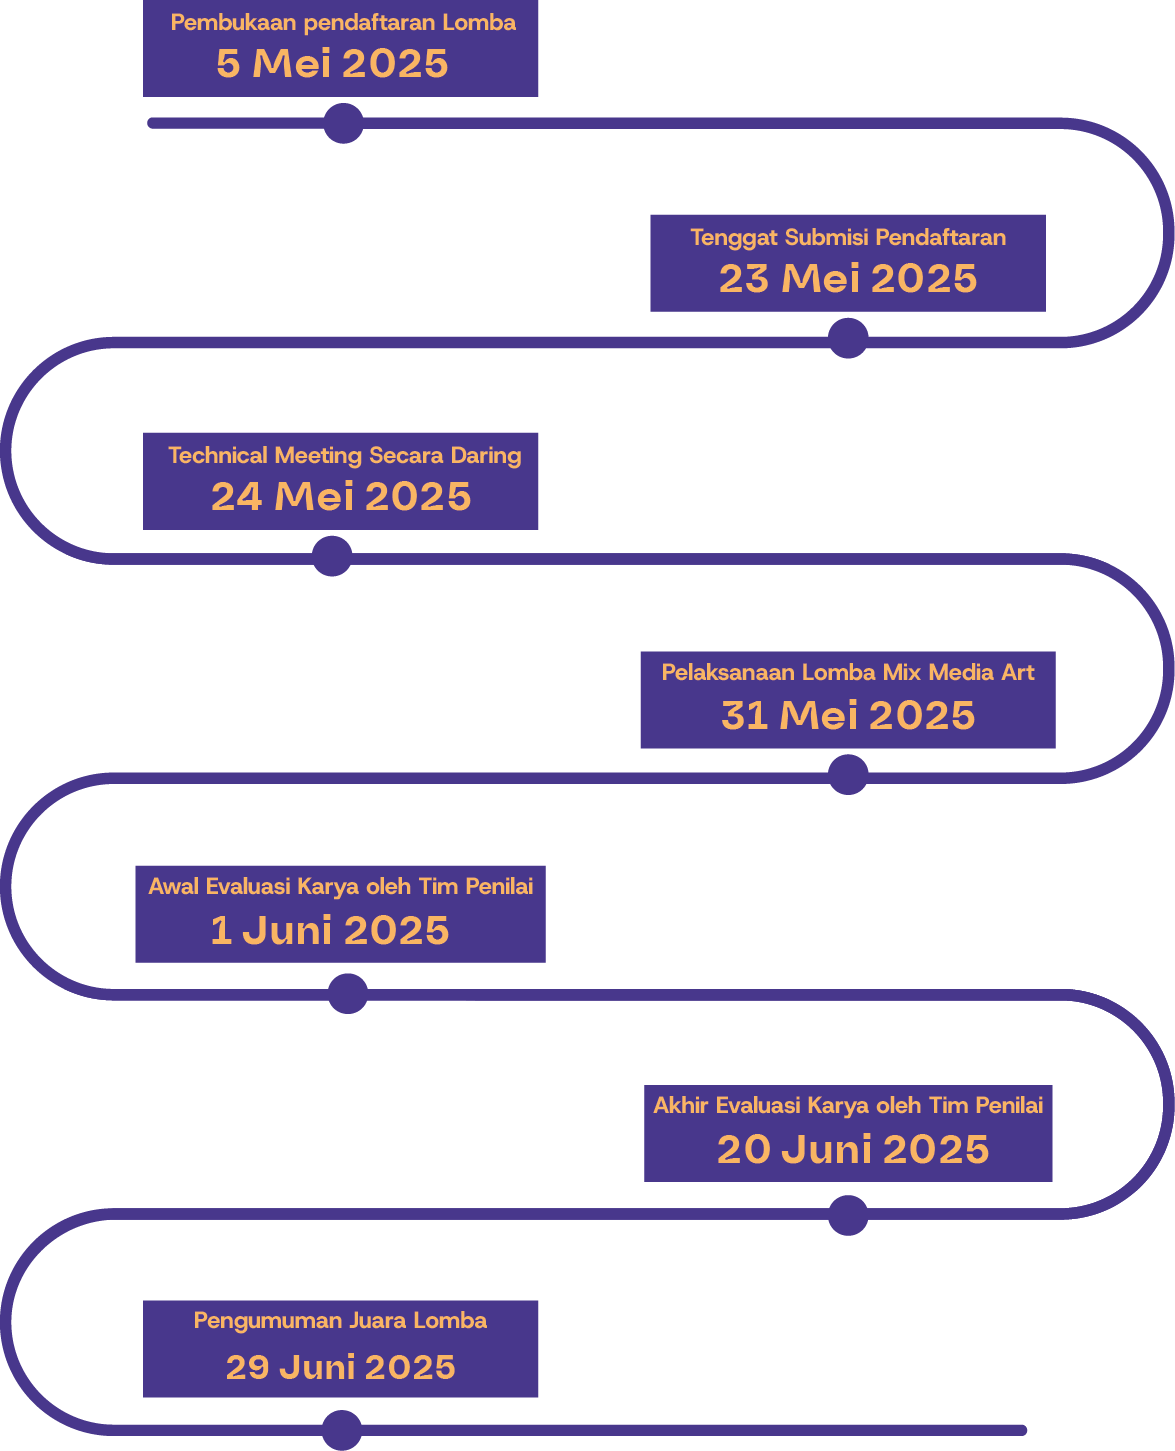 Pembukaan pendaftaran Lomba
5 Mei 2025
Tenggat Submisi Pendaftaran
23 Mei 2025
Technical Meeting Secara Daring
24 Mei 2025
Pelaksanaan Lomba Mix Media Art
31 Mei 2025
Awal Evaluasi Karya oleh Tim Penilai
1 Juni 2025
Akhir Evaluasi Karya oleh Tim Penilai
20 Juni 2025
Pengumuman Juara Lomba
29 Juni 2025